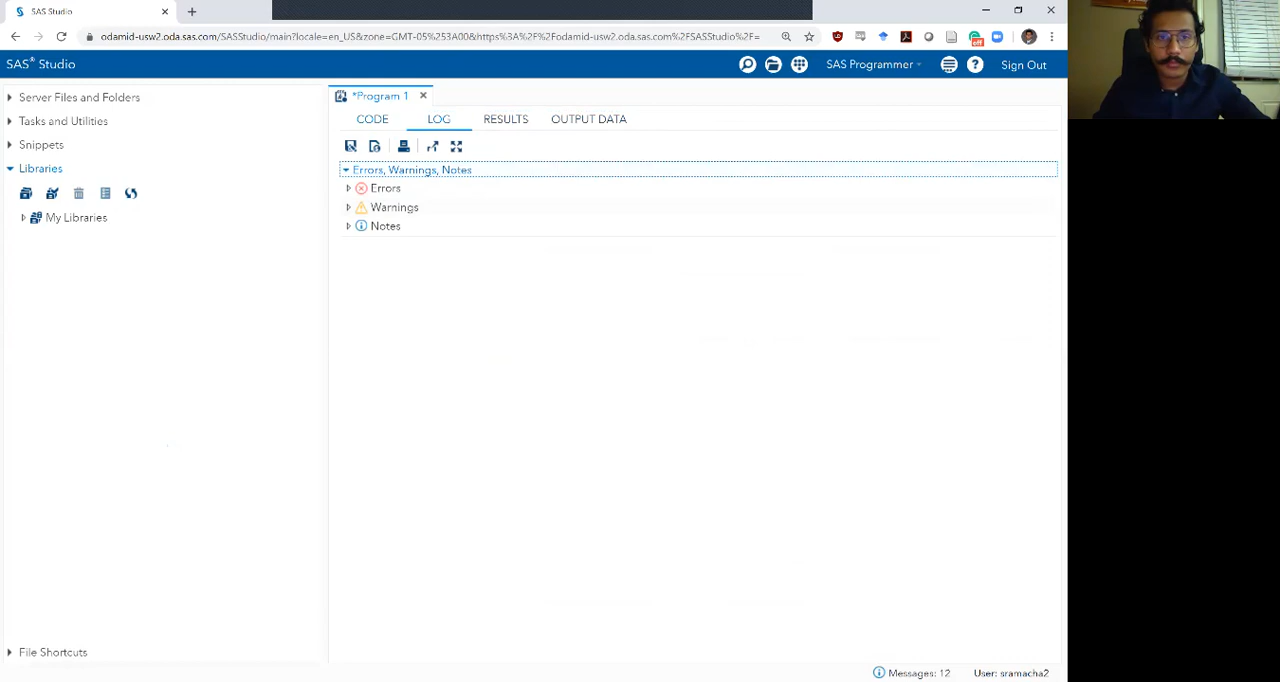 SAS Studio
odamid-usw2.oda.sas.com/SASStudio/main?locale=en_US&zone=GMT-05%253A00&https%3A%2F%2Fodamid-usw2.oda.sas.com%2FSASStudio%2F=
SAS® Studio
SAS Programmer
Sign Out
Server Files and Folders
Tasks and Utilities
Snippets
Libraries
My Libraries
File Shortcuts
*Program 1
CODE LOG RESULTS OUTPUT DATA
Errors, Warnings, Notes
Errors
Warnings
Notes
Messages: 12 User: sramacha2